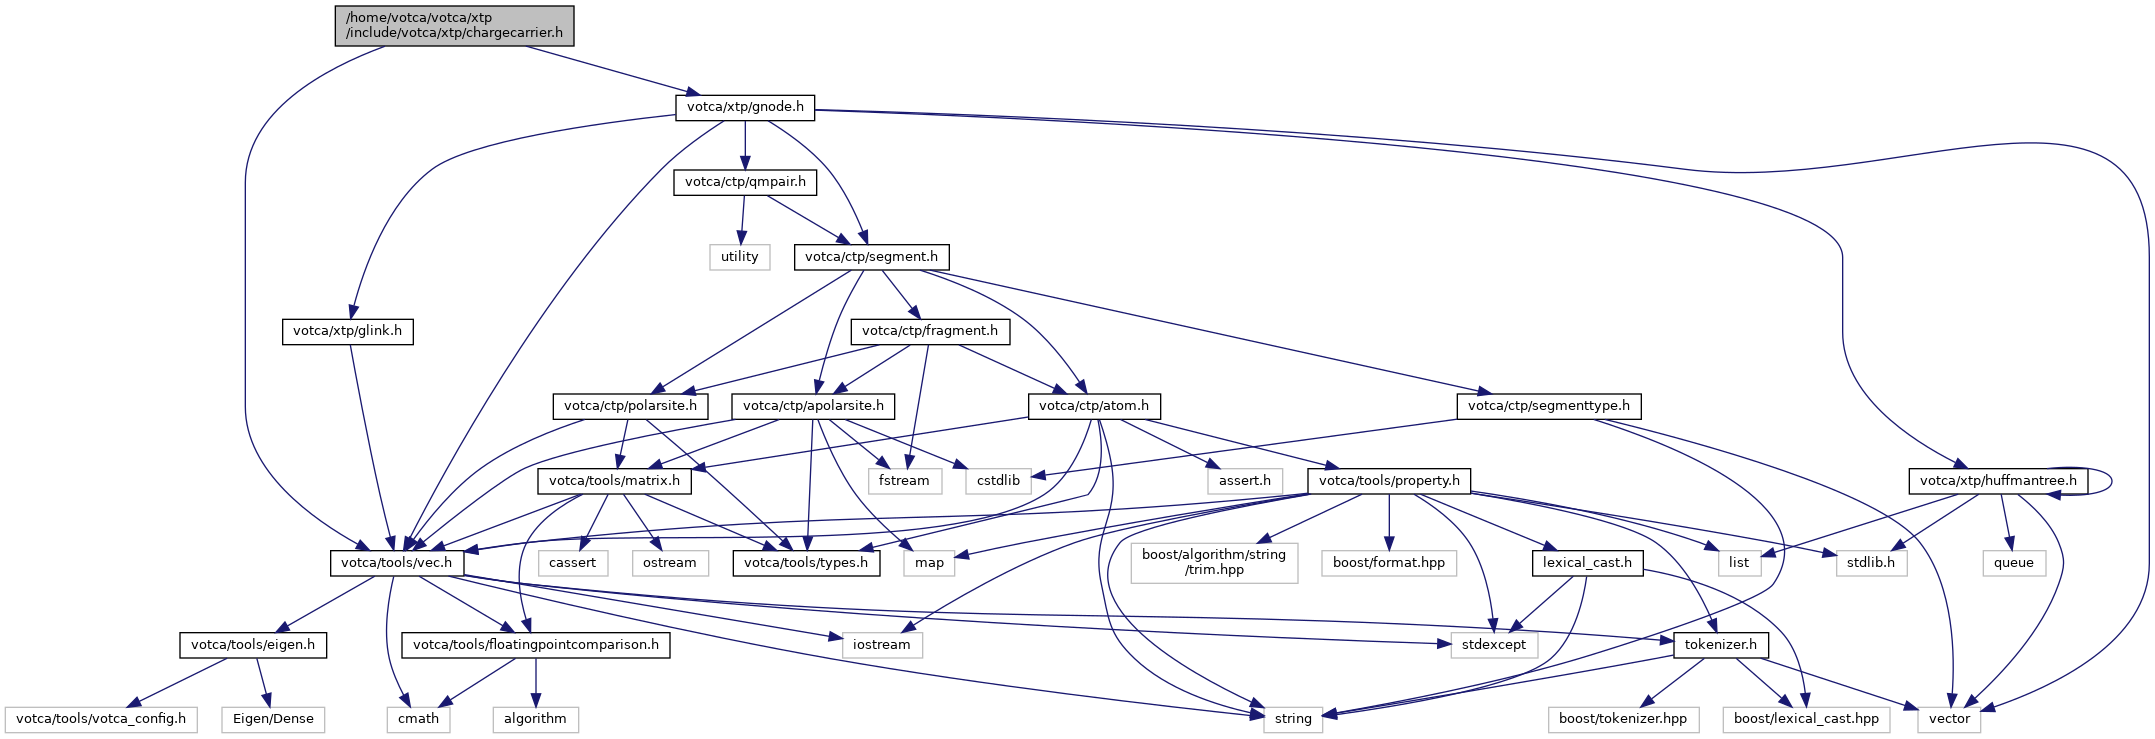 /home/votca/votca/xtp
/include/votca/xtp/chargecarrier.h
votca/xtp/gnode.h
votca/ctp/qmpair.h
utility
votca/ctp/segment.h
votca/xtp/glink.h
votca/ctp/fragment.h
votca/ctp/polarsite.h
votca/ctp/apolarsite.h
votca/ctp/atom.h
votca/ctp/segmenttype.h
votca/tools/matrix.h
fstream
cstdlib
assert.h
votca/tools/property.h
votca/xtp/huffmantree.h
votca/tools/vec.h
cassert
ostream
votca/tools/types.h
map
boost/algorithm/string
/trim.hpp
boost/format.hpp
lexical_cast.h
list
stdlib.h
queue
votca/tools/eigen.h
votca/tools/floatingpointcomparison.h
iostream
stdexcept
tokenizer.h
votca/tools/votca_config.h
Eigen/Dense
cmath
algorithm
string
boost/tokenizer.hpp
boost/lexical_cast.hpp
vector